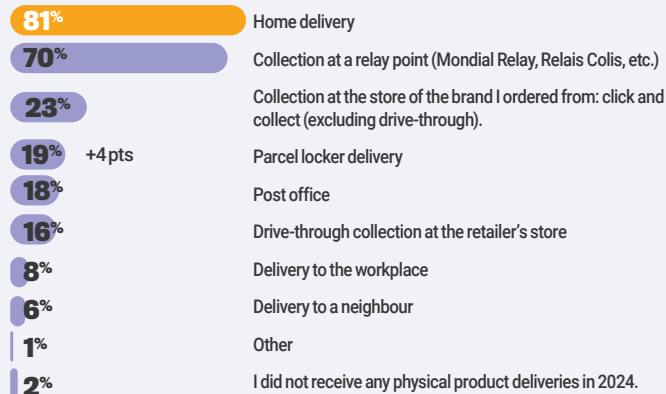 81% Home delivery
70% Collection at a relay point (Mondial Relay, Relais Colis, etc.)
23% Collection at the store of the brand I ordered from: click and
collect (excluding drive-through).
19% +4 pts Parcel locker delivery
18% Post office
16% Drive-through collection at the retailer's store
8% Delivery to the workplace
6% Delivery to a neighbour
1% Other
2% I did not receive any physical product deliveries in 2024.